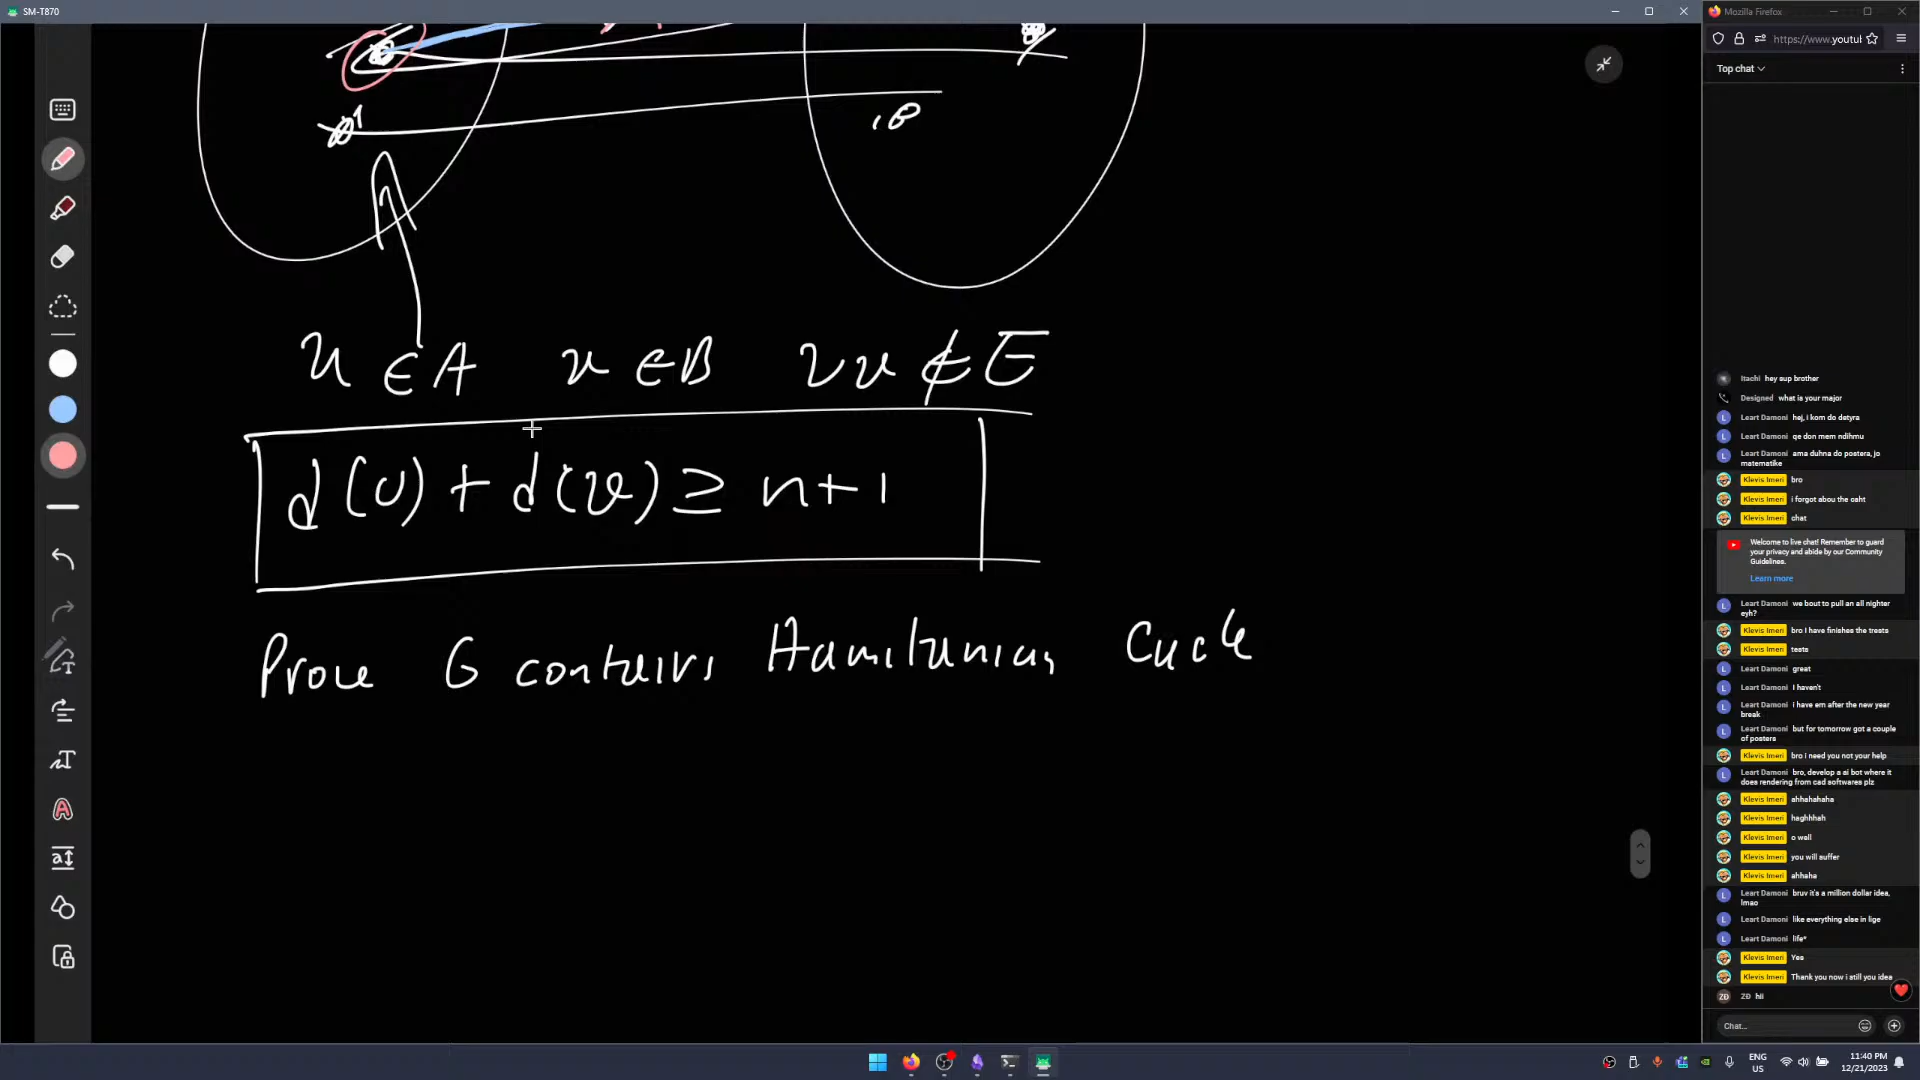 SM-T870
Mozilla Firefox
https://www.youtul
Top chat
u ∈ A v ∈ B uv ∉ E
d(u) + d(v) ≥ n+1
Prove G contains Hamiltonian Cycle
Itachi hey sup brother
Designed what is your major
Leart Damoni hej, i kom do detyra
Leart Damoni qe don mem ndihmu
Leart Damoni ama duhna do postera, jo
matematike
Klevis Imeri bro
Klevis Imeri i forgot abou the caht
Klevis Imeri chat
Welcome to live chat! Remember to guard
your privacy and abide by our Community
Guidelines.
Learn more
Leart Damoni we bout to pull an all nighter
eyh?
Klevis Imeri bro I have finishes the trests
Klevis Imeri tests
Leart Damoni great
Leart Damoni I haven't
Leart Damoni i have em after the new year
break
Leart Damoni but for tomorrow got a couple
of posters
Klevis Imeri bro i need you not your help
Leart Damoni bro, develop a ai bot where it
does rendering from cad softwares plz
Klevis Imeri ahhahahaha
Klevis Imeri haghhhah
Klevis Imeri o well
Klevis Imeri you will suffer
Klevis Imeri ahhaha
Leart Damoni bruv it's a million dollar idea,
lmao
Leart Damoni like everything else in lige
Leart Damoni life*
Klevis Imeri Yes
Klevis Imeri Thank you now i still you idea
ZĐ hii
Chat...
ENG
US
11:40 PM
12/21/2023